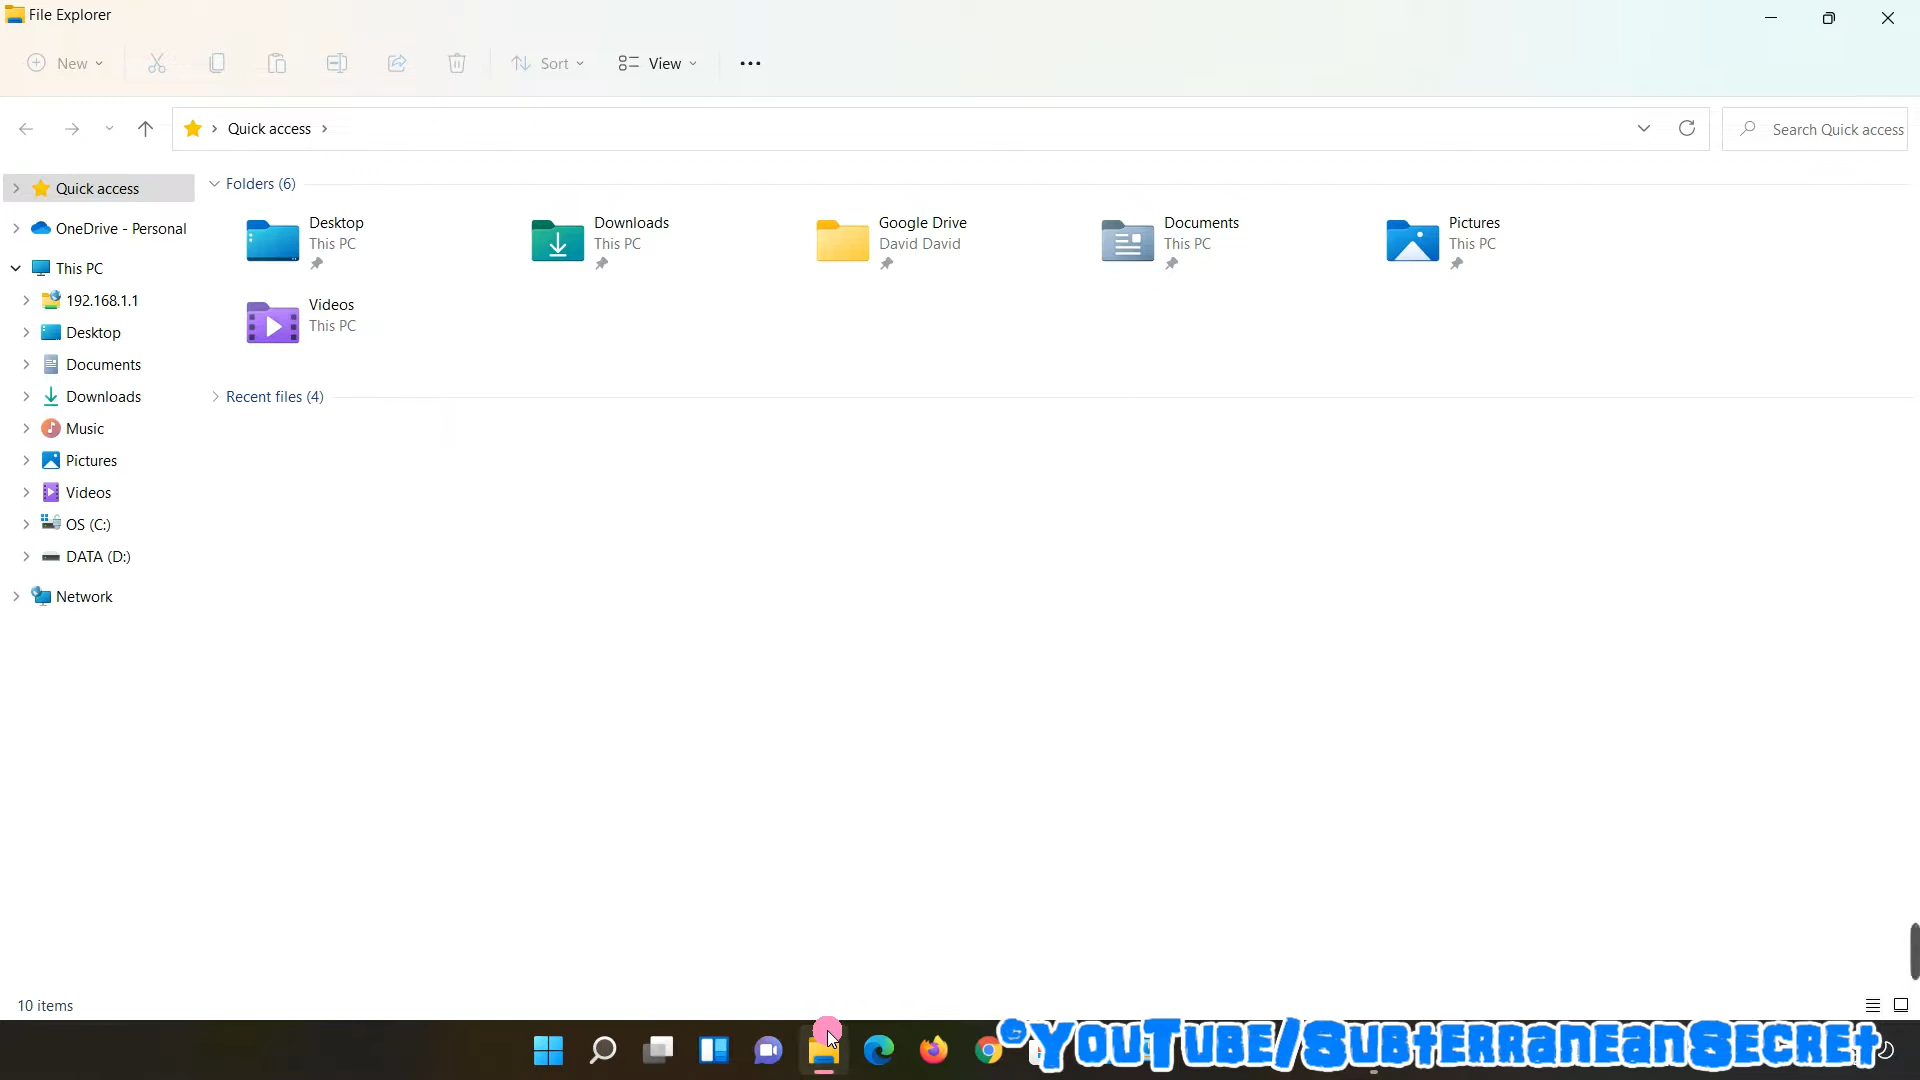 File Explorer
New
Sort
View
Quick access
Search Quick access
Quick access
OneDrive - Personal
This PC
192.168.1.1
Desktop
Documents
Downloads
Music
Pictures
Videos
OS (C:)
DATA (D:)
Network
Folders (6)
Desktop
This PC
Downloads
This PC
Google Drive
David David
Documents
This PC
Pictures
This PC
Videos
This PC
Recent files (4)
10 items
©YouTube/SubterraneanSecret